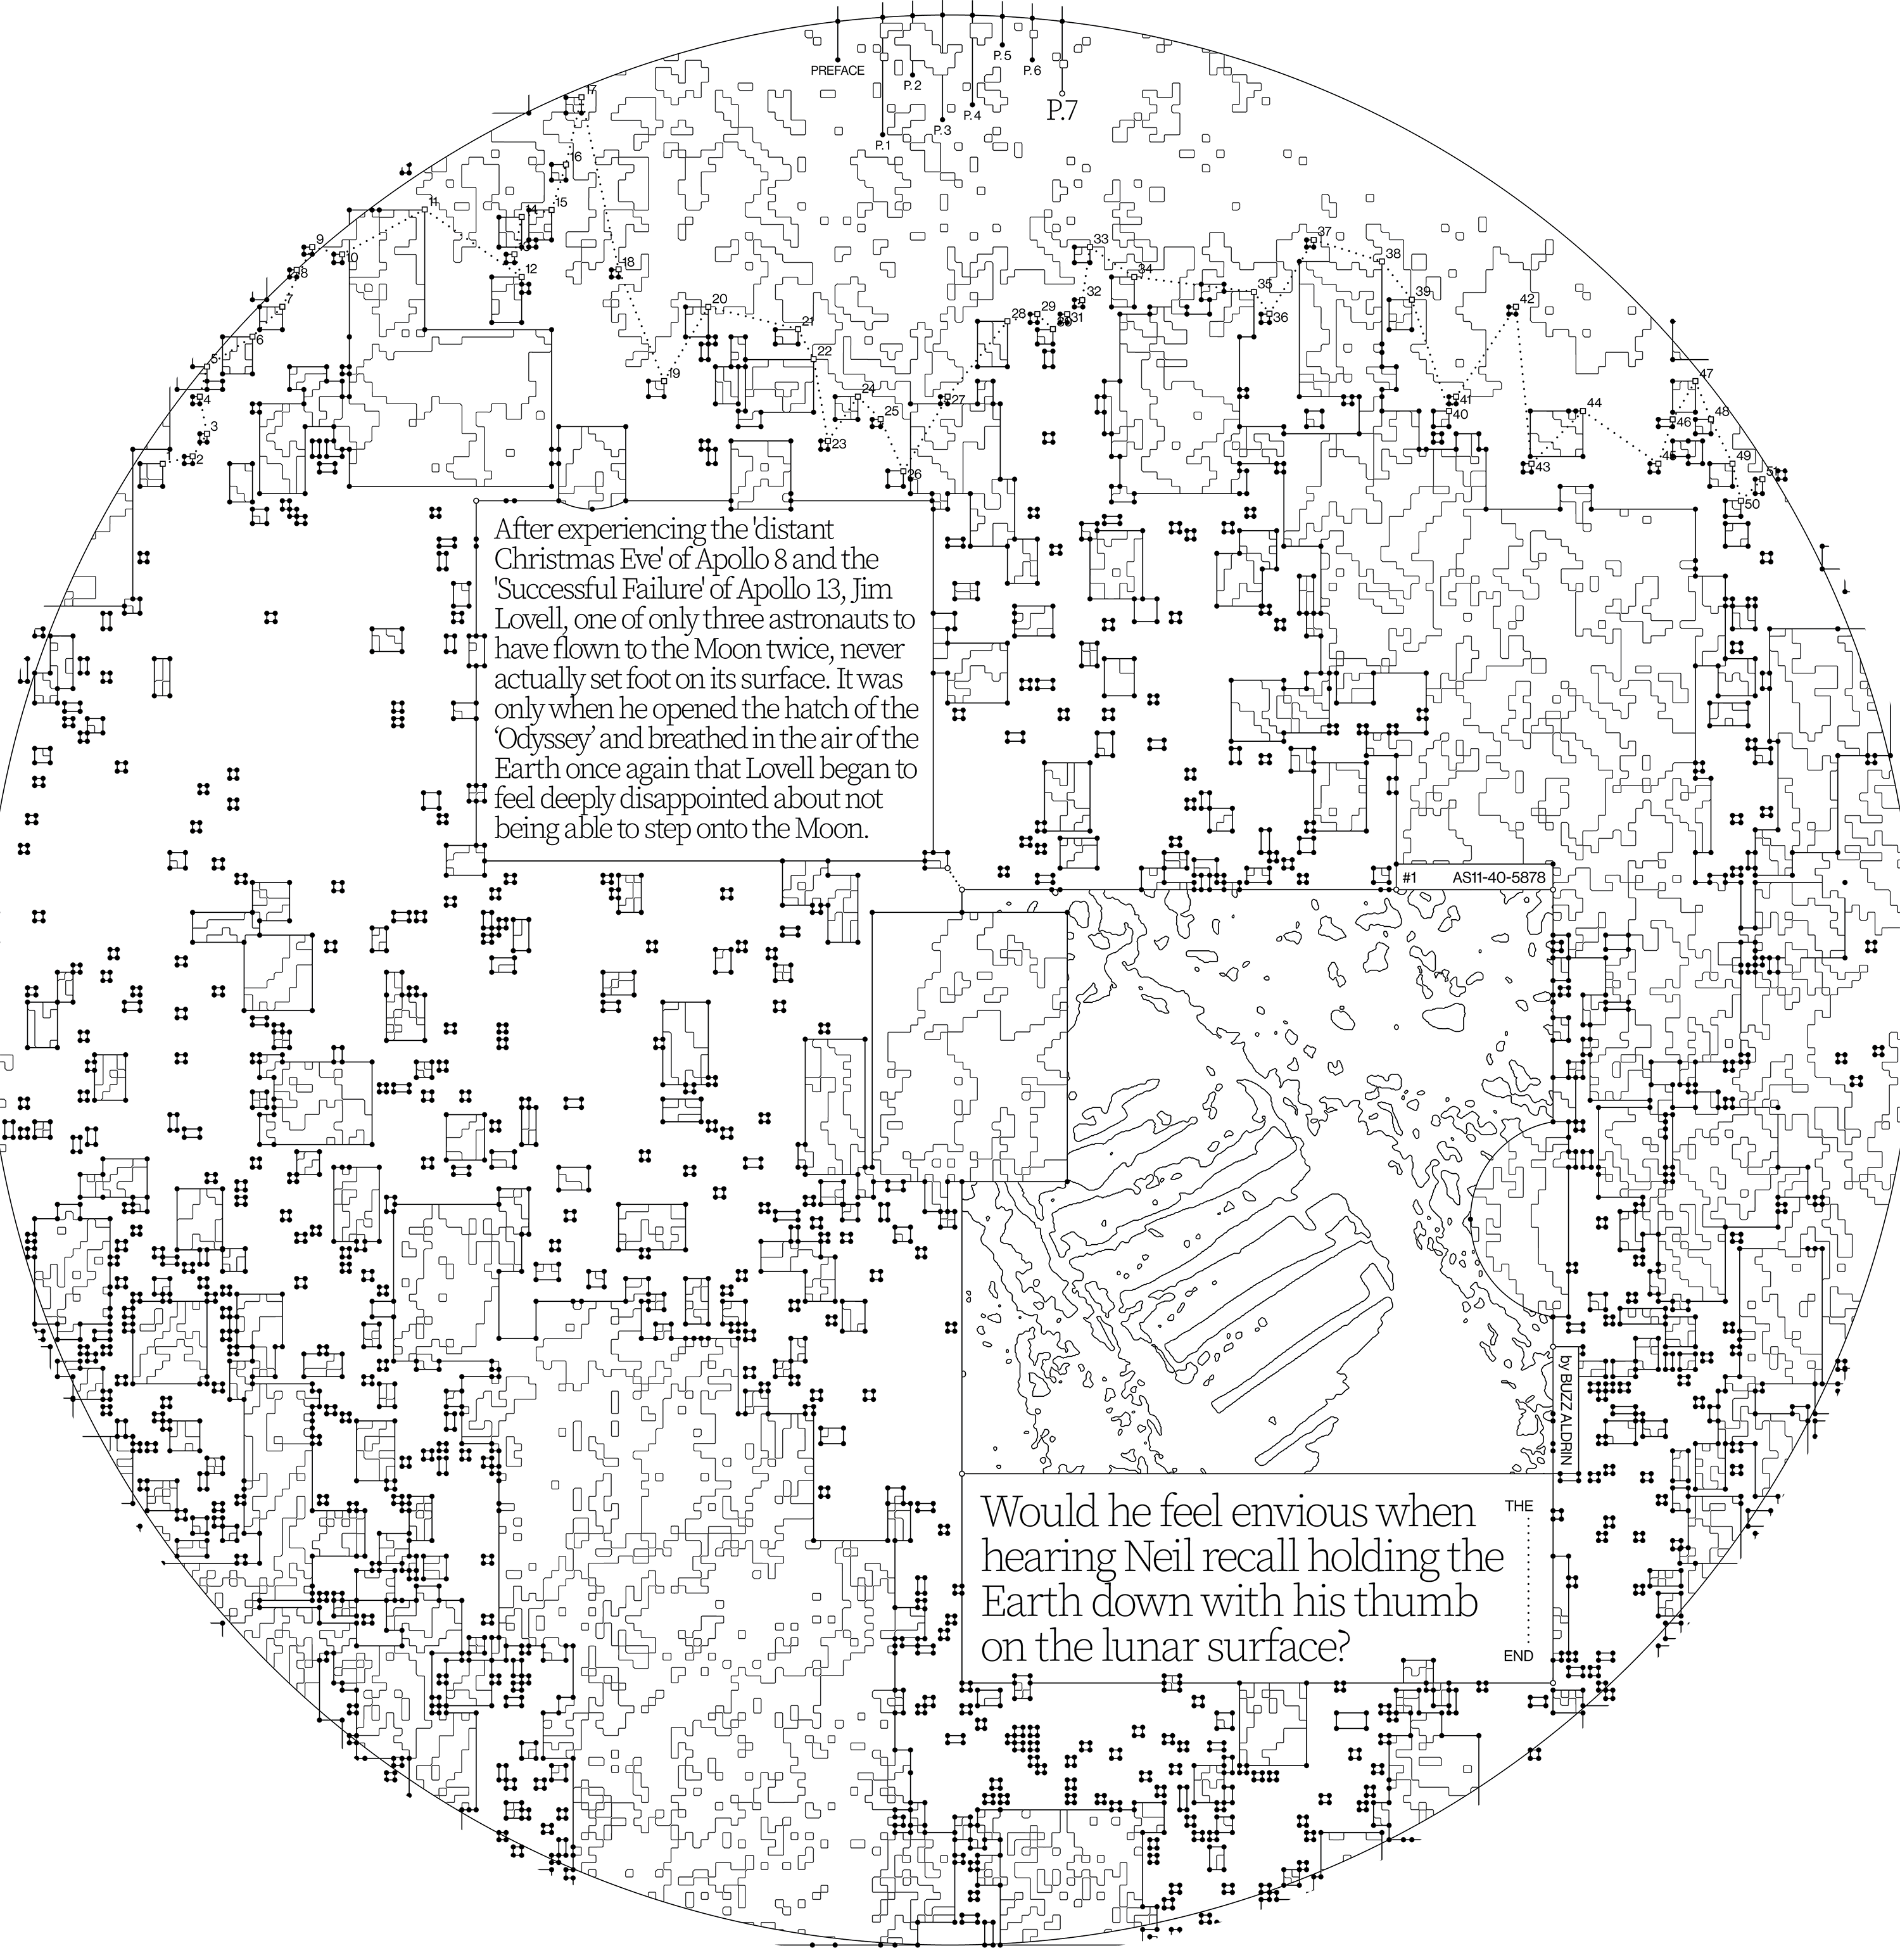 PREFACE
P.1
P.2
P.3
P.4
P.5
P.6
P.7
1
2
3
4
5
6
7
8
9
10
11
12
14
15
16
17
18
19
20
21
22
23
24
25
26
27
28
29
31
32
33
34
35
36
37
38
39
40
41
42
43
44
45
46
47
48
49
50
51
After experiencing the 'distant
Christmas Eve' of Apollo 8 and the
'Successful Failure' of Apollo 13, Jim
Lovell, one of only three astronauts to
have flown to the Moon twice, never
actually set foot on its surface. It was
only when he opened the hatch of the
‘Odyssey’ and breathed in the air of the
Earth once again that Lovell began to
feel deeply disappointed about not
being able to step onto the Moon.
#1 AS11-40-5878
by BUZZ ALDRIN
Would he feel envious when
hearing Neil recall holding the
Earth down with his thumb
on the lunar surface?
THE
END